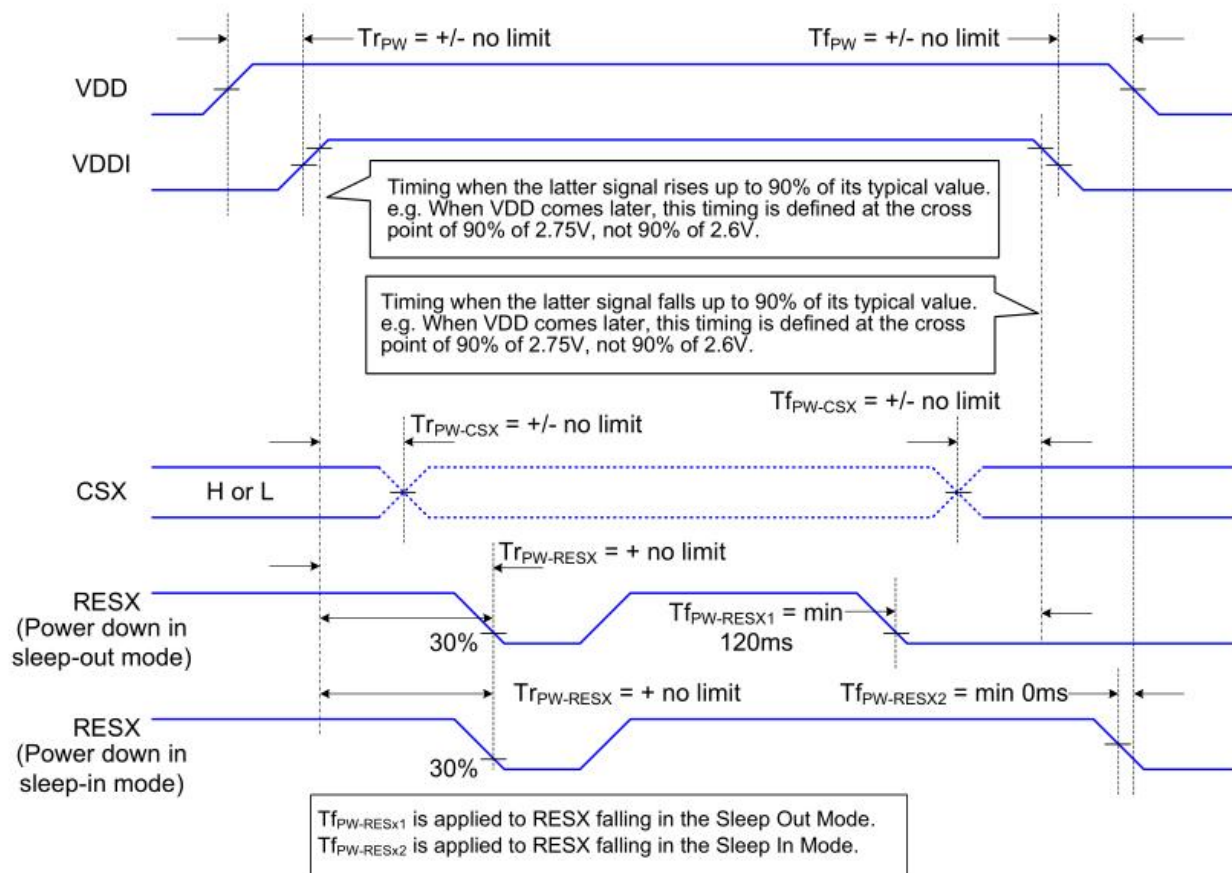 TrPW = +/- no limit
TfPW = +/- no limit
VDD
VDDI
Timing when the latter signal rises up to 90% of its typical value.
e.g. When VDD comes later, this timing is defined at the cross
point of 90% of 2.75V, not 90% of 2.6V.
Timing when the latter signal falls up to 90% of its typical value.
e.g. When VDD comes later, this timing is defined at the cross
point of 90% of 2.75V, not 90% of 2.6V.
TfPW-CSX = +/- no limit
TrPW-CSX = +/- no limit
CSX
H or L
TrPW-RESX = + no limit
RESX
(Power down in
sleep-out mode)
30%
TfPW-RESX1 = min
120ms
TrPW-RESX = + no limit
TfPW-RESX2 = min 0ms
RESX
(Power down in
sleep-in mode)
30%
TfPW-RESx1 is applied to RESX falling in the Sleep Out Mode.
TfPW-RESx2 is applied to RESX falling in the Sleep In Mode.